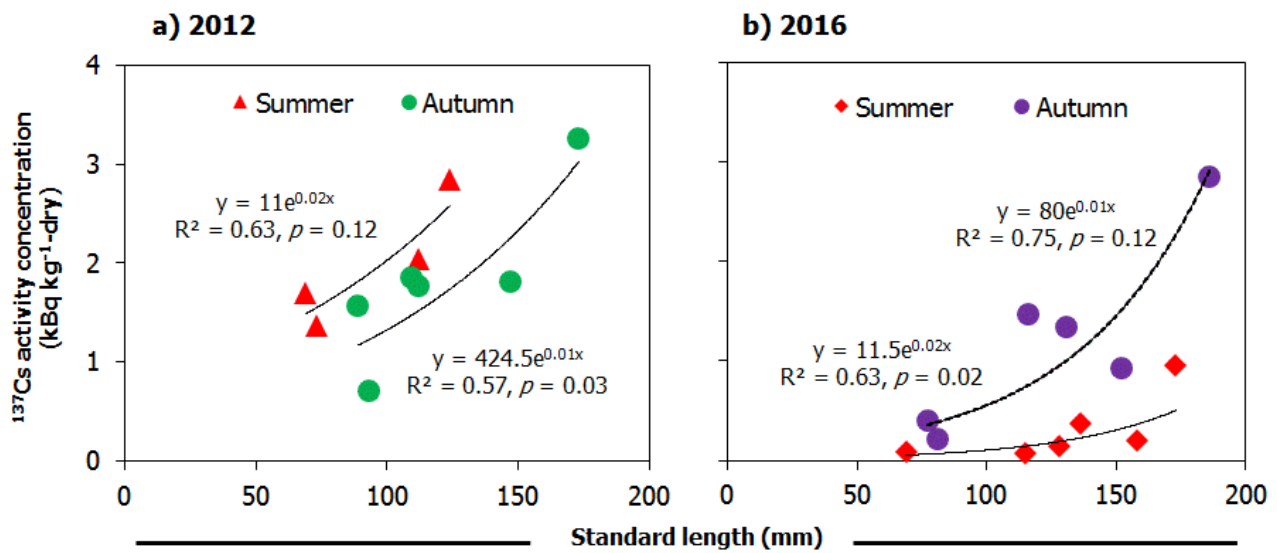 a) 2012
b) 2016
4
3
2
1
0
¹³⁷Cs activity concentration
(kBq kg⁻¹-dry)
Summer
Autumn
y = 11e^0.02x
R² = 0.63, p = 0.12
y = 424.5e^0.01x
R² = 0.57, p = 0.03
0 50 100 150 200
Summer
Autumn
y = 80e^0.01x
R² = 0.75, p = 0.12
y = 11.5e^0.02x
R² = 0.63, p = 0.02
0 50 100 150 200
Standard length (mm)